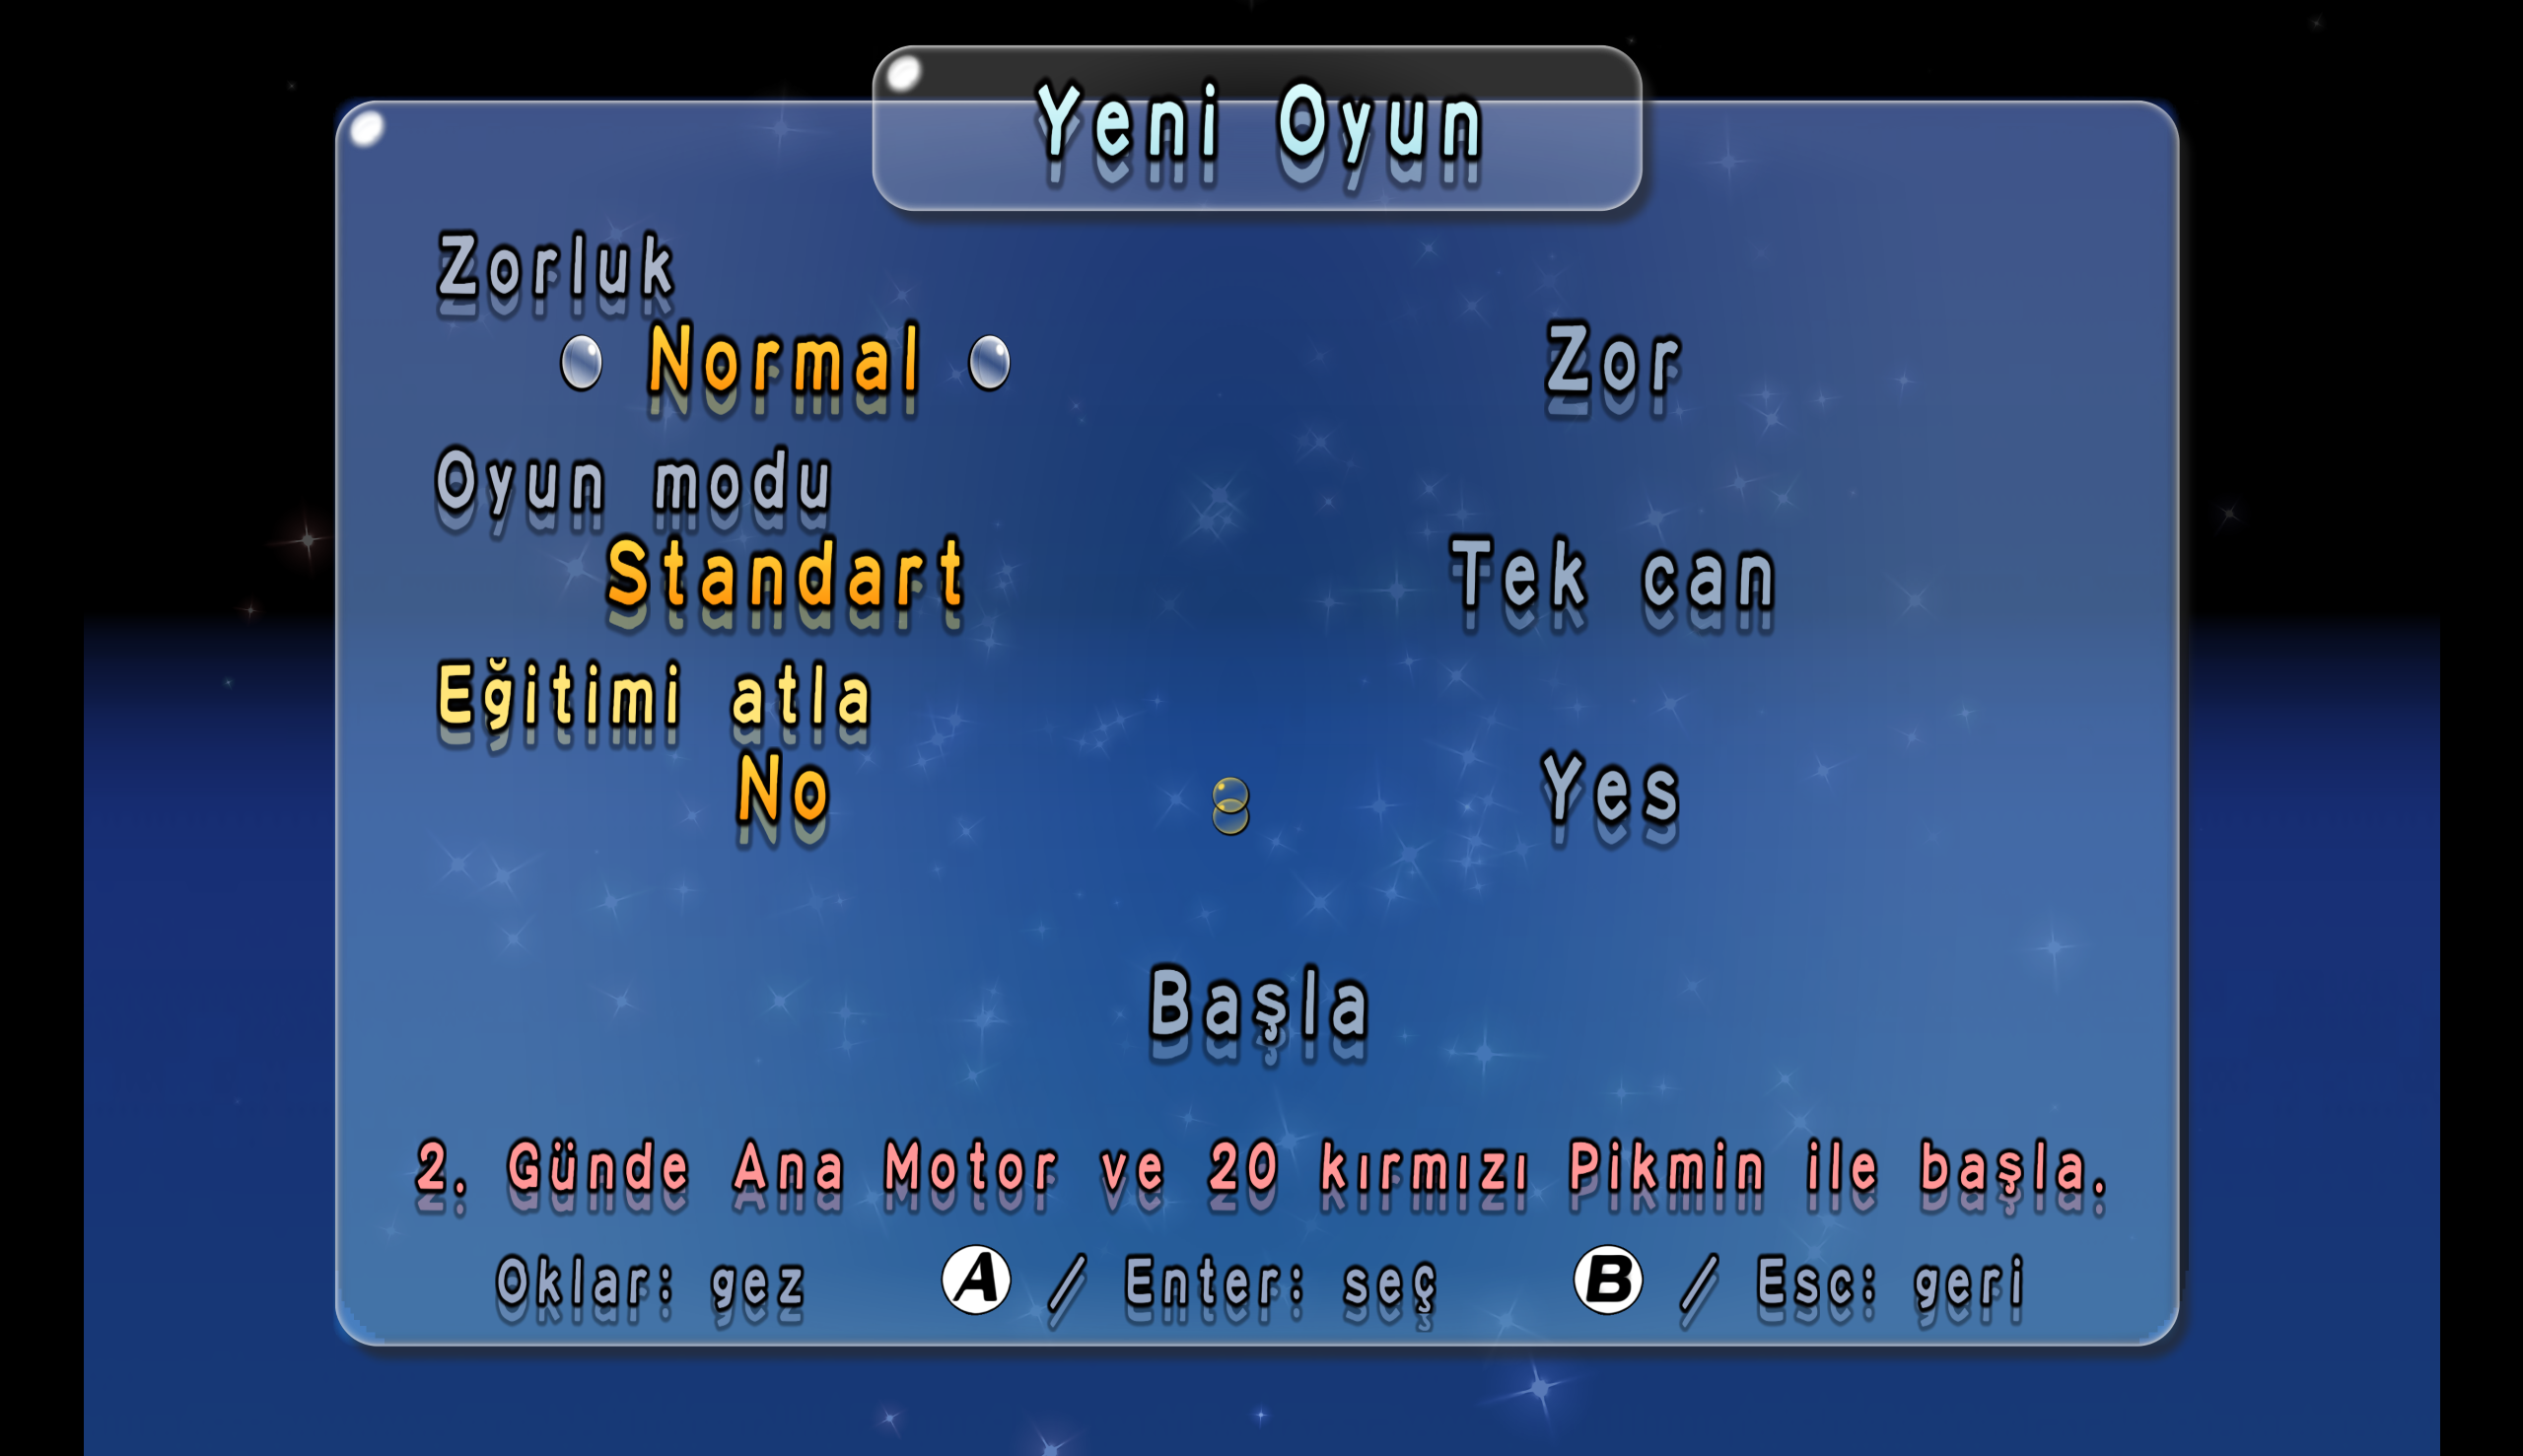 Yeni Oyun
Zorluk
Normal Zor
Oyun modu
Standart Tek can
Eğitimi atla
No Yes
Başla
2. Günde Ana Motor ve 20 kırmızı Pikmin ile başla.
Oklar: gez A / Enter: seç B / Esc: geri